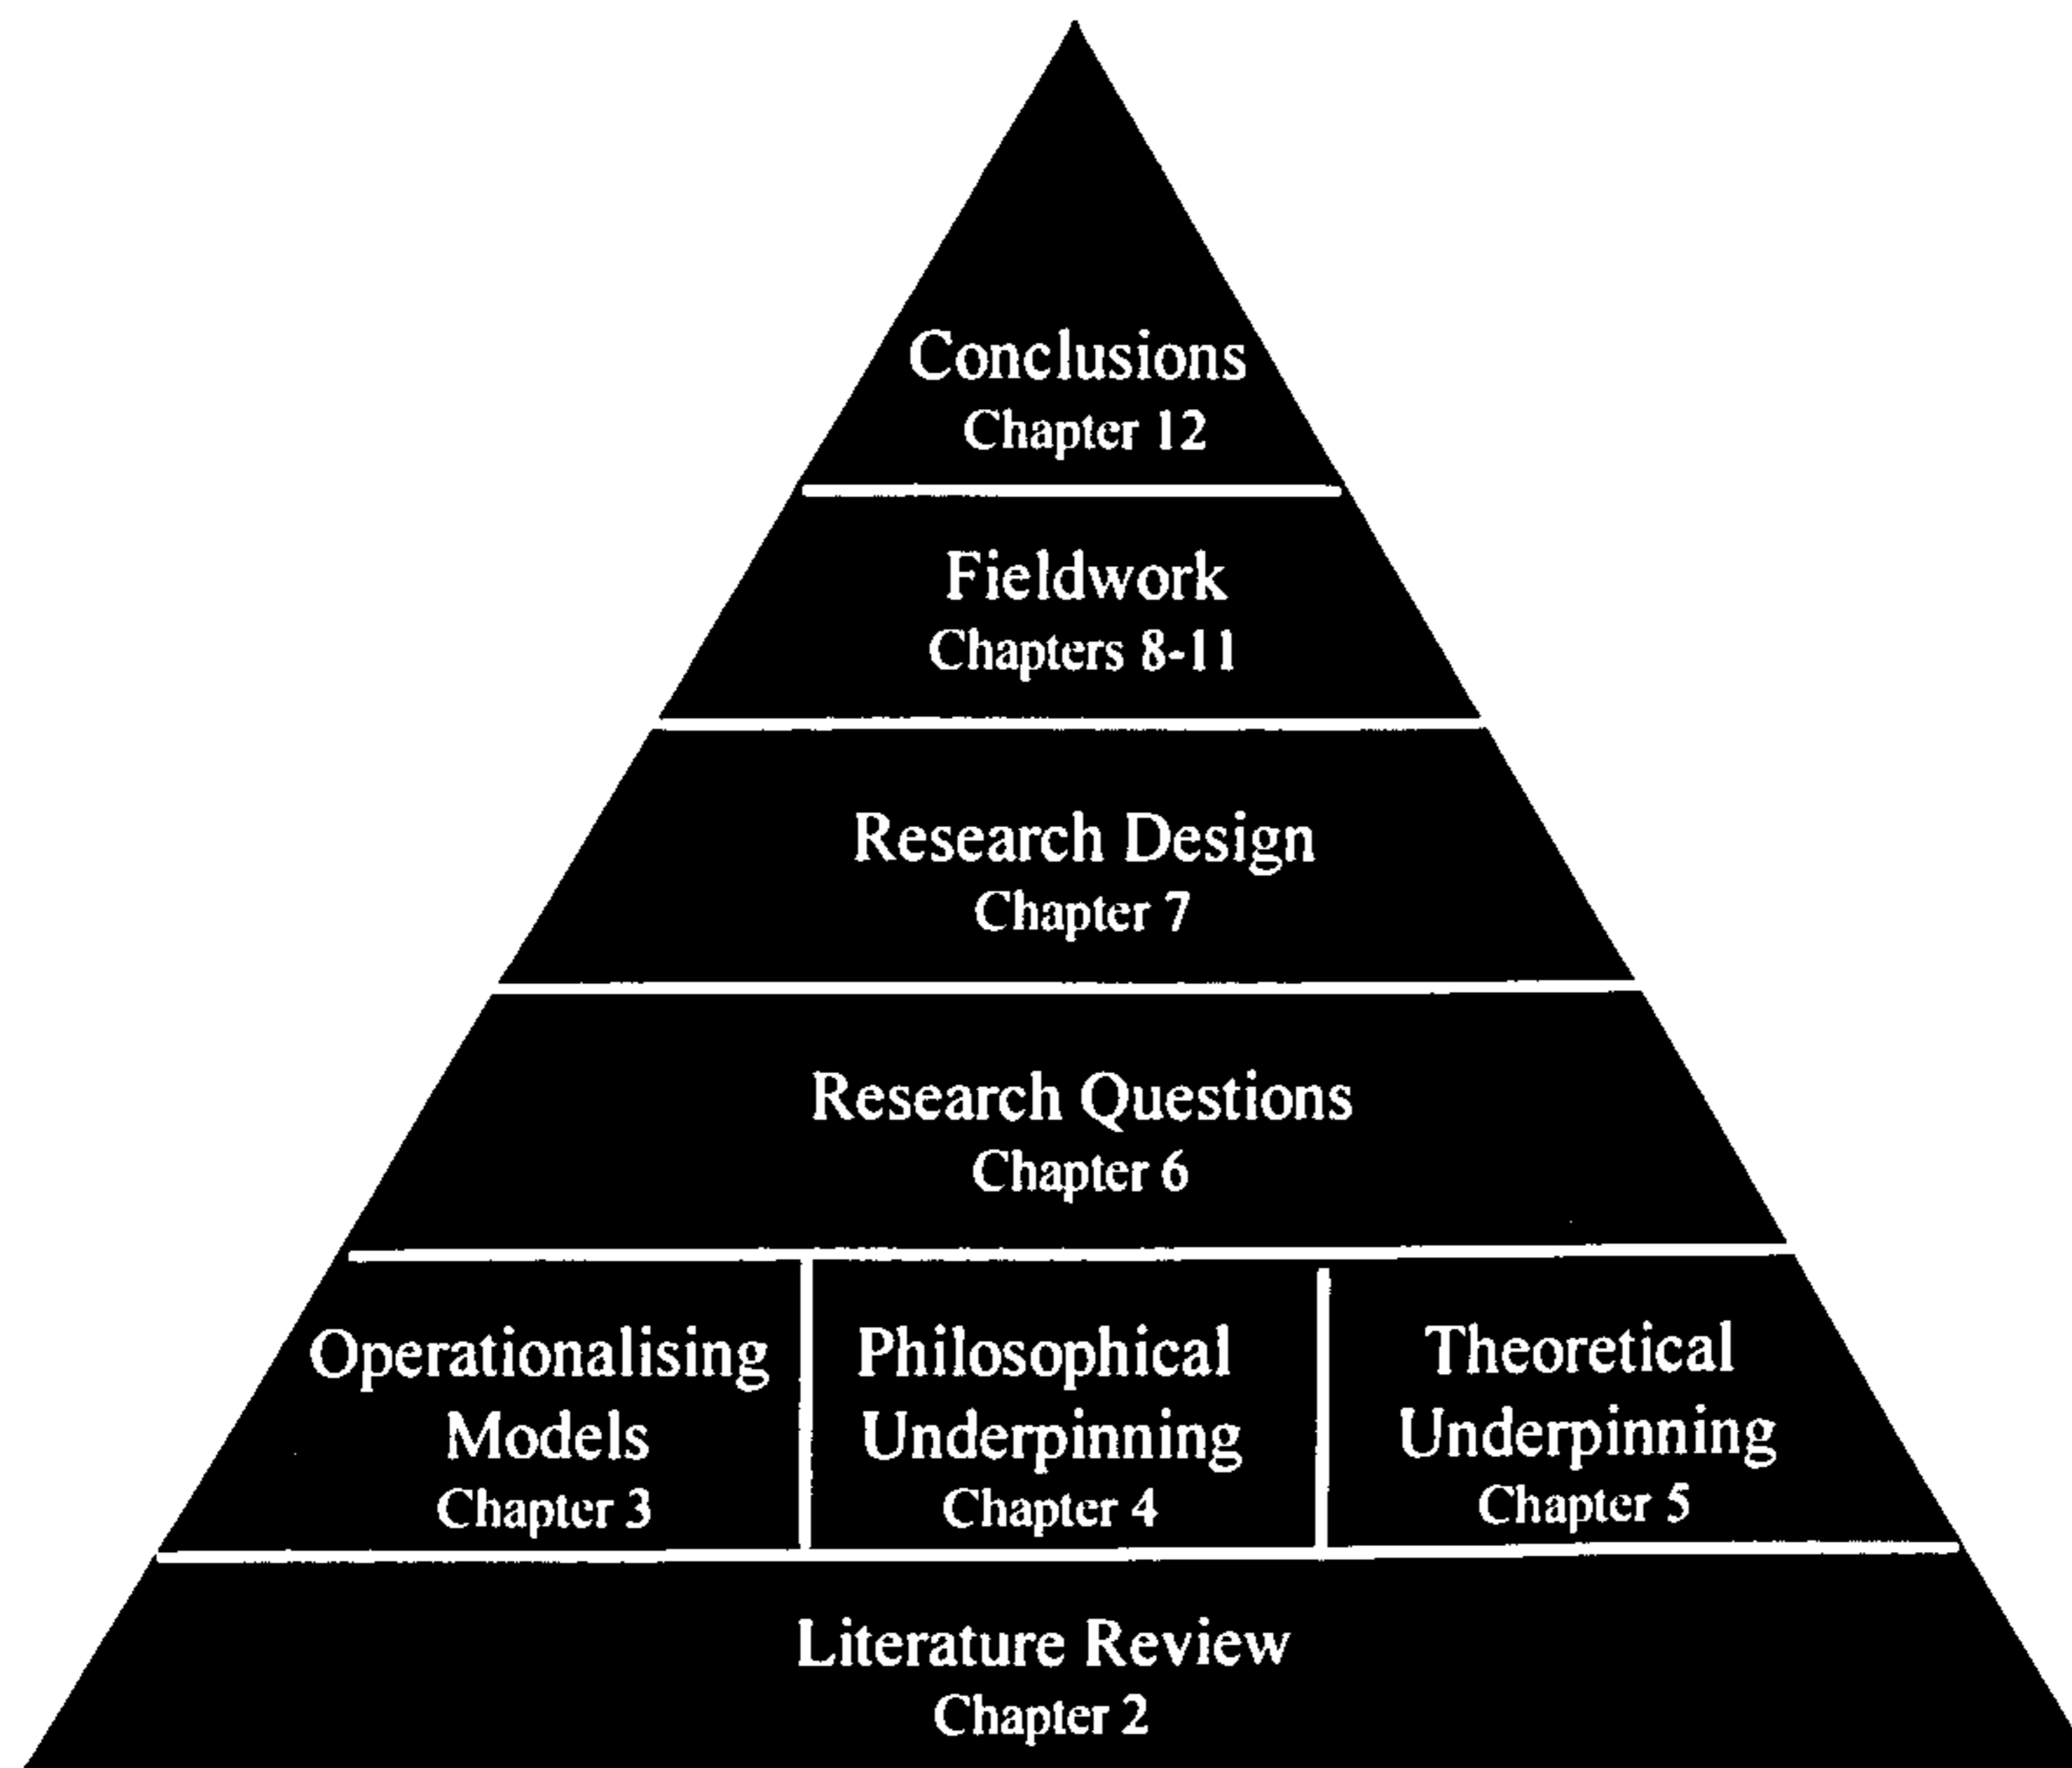 Conclusions
Chapter 12
Fieldwork
Chapters 8-11
Research Design
Chapter 7
Research Questions
Chapter 6
Operationalising
Models
Chapter 3
Philosophical
Underpinning
Chapter 4
Theoretical
Underpinning
Chapter 5
Literature Review
Chapter 2